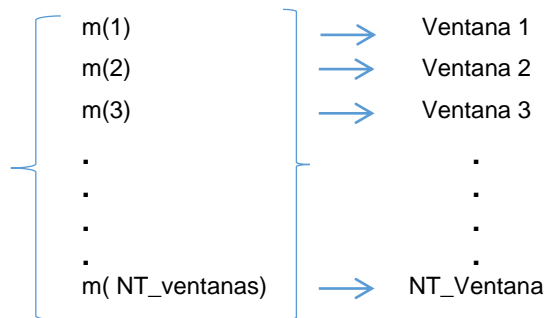 m(1) Ventana 1
m(2) Ventana 2
m(3) Ventana 3
. .
. .
. .
. .
m( NT_ventanas) NT_Ventana